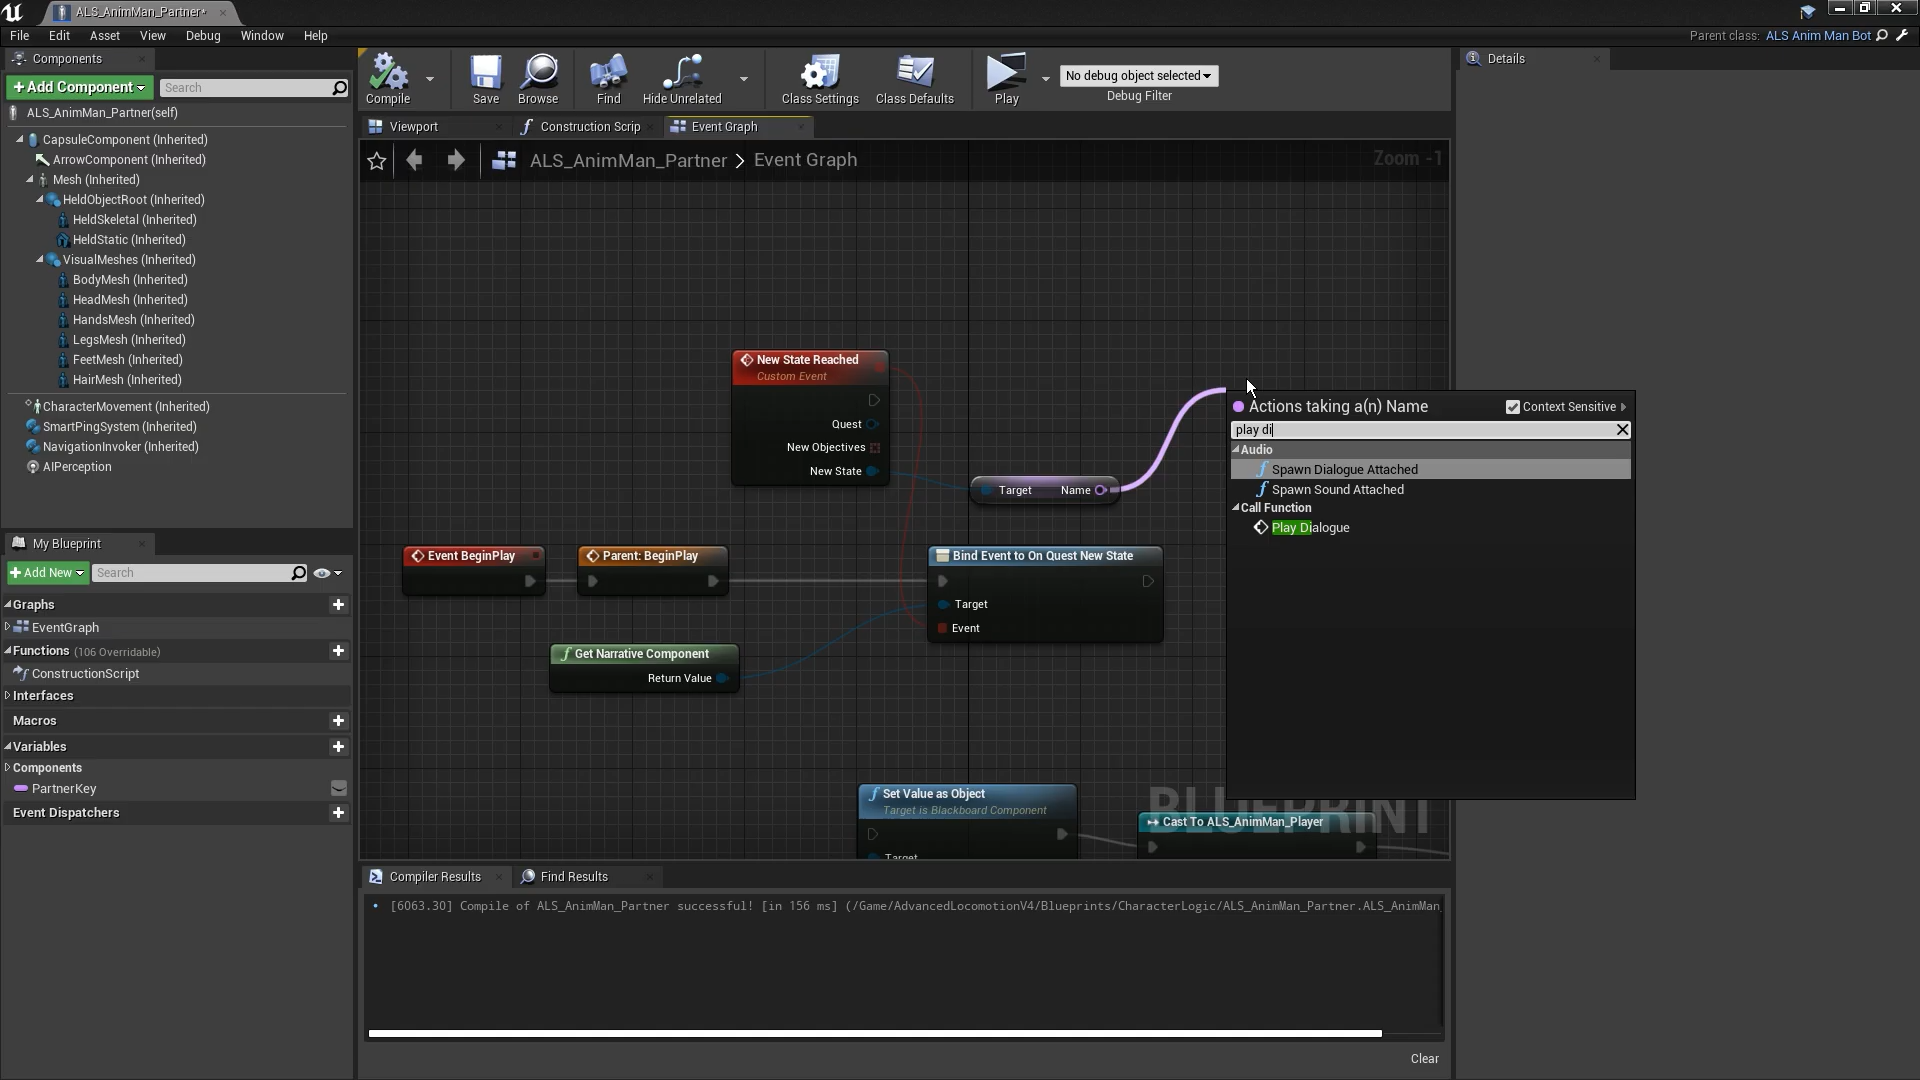 ALS_AnimMan_Partner*
File Edit Asset View Debug Window Help
Parent class: ALS Anim Man Bot
Components
+Add Component
Search
ALS_AnimMan_Partner(self)
CapsuleComponent (Inherited)
ArrowComponent (Inherited)
Mesh (Inherited)
HeldObjectRoot (Inherited)
HeldSkeletal (Inherited)
HeldStatic (Inherited)
VisualMeshes (Inherited)
BodyMesh (Inherited)
HeadMesh (Inherited)
HandsMesh (Inherited)
LegsMesh (Inherited)
FeetMesh (Inherited)
HairMesh (Inherited)
CharacterMovement (Inherited)
SmartPingSystem (Inherited)
NavigationInvoker (Inherited)
AIPerception
My Blueprint
+Add New
Search
Graphs
EventGraph
Functions (106 Overridable)
ConstructionScript
Interfaces
Macros
Variables
Components
PartnerKey
Event Dispatchers
Compile
Save
Browse
Find
Hide Unrelated
Class Settings
Class Defaults
Play
No debug object selected
Debug Filter
Viewport
Construction Scrip
Event Graph
ALS_AnimMan_Partner > Event Graph
Zoom -1
New State Reached
Custom Event
Quest
New Objectives
New State
Target Name
Event BeginPlay
Parent: BeginPlay
Bind Event to On Quest New State
Target
Event
Get Narrative Component
Return Value
Set Value as Object
Target is Blackboard Component
Target
BLUEPRINT
Cast To ALS_AnimMan_Player
Actions taking a(n) Name
Context Sensitive
play di
Audio
Spawn Dialogue Attached
Spawn Sound Attached
Call Function
Play Dialogue
Compiler Results
Find Results
[6063.30] Compile of ALS_AnimMan_Partner successful! [in 156 ms] (/Game/AdvancedLocomotionV4/Blueprints/CharacterLogic/ALS_AnimMan_Partner.ALS_AnimMan_
Clear
Details